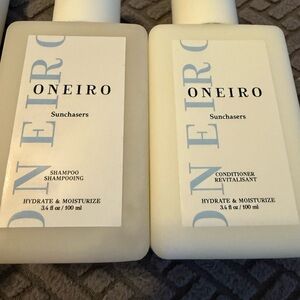 ONEIRO
ONEIRO
Sunchasers
SHAMPOO
SHAMPOOING
HYDRATE & MOISTURIZE
3.4 fl oz / 100 ml
ONEIRO
ONEIRO
Sunchasers
CONDITIONER
REVITALISANT
HYDRATE & MOISTURIZE
3.4 fl oz / 100 ml